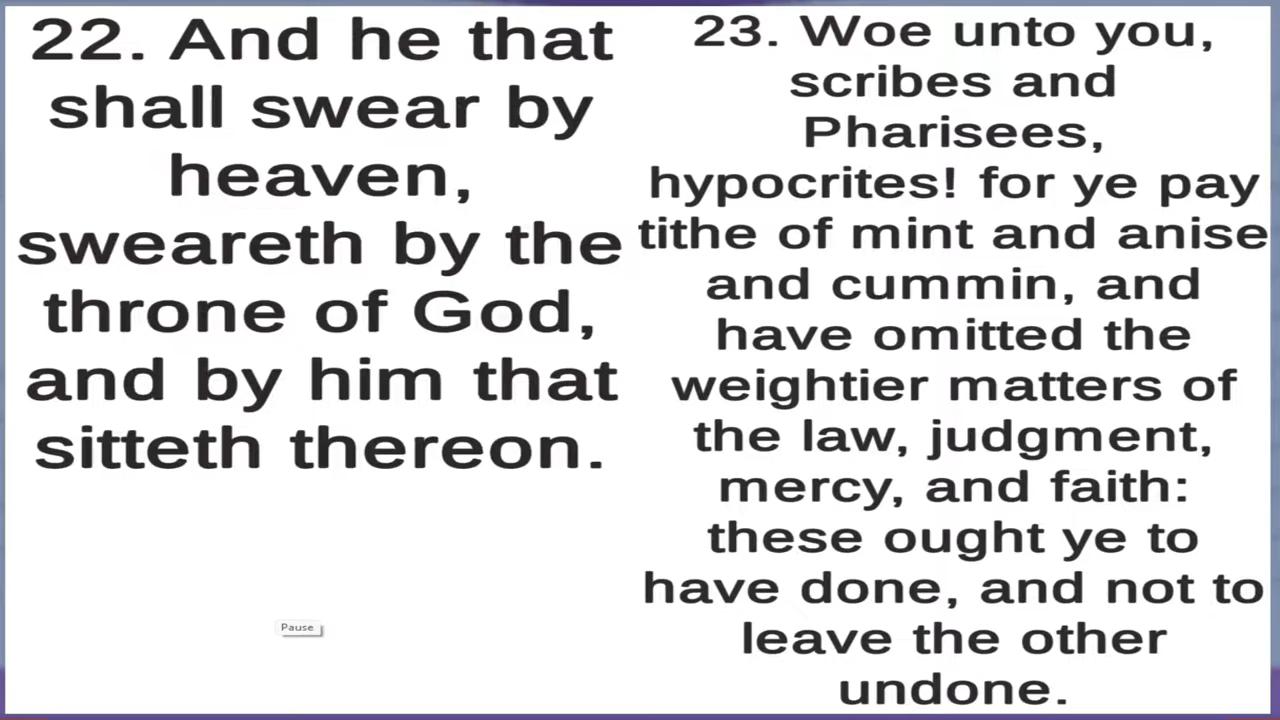 22. And he that
shall swear by
heaven,
sweareth by the
throne of God,
and by him that
sitteth thereon.
23. Woe unto you,
scribes and
Pharisees,
hypocrites! for ye pay
tithe of mint and anise
and cummin, and
have omitted the
weightier matters of
the law, judgment,
mercy, and faith:
these ought ye to
have done, and not to
leave the other
undone.
Pause